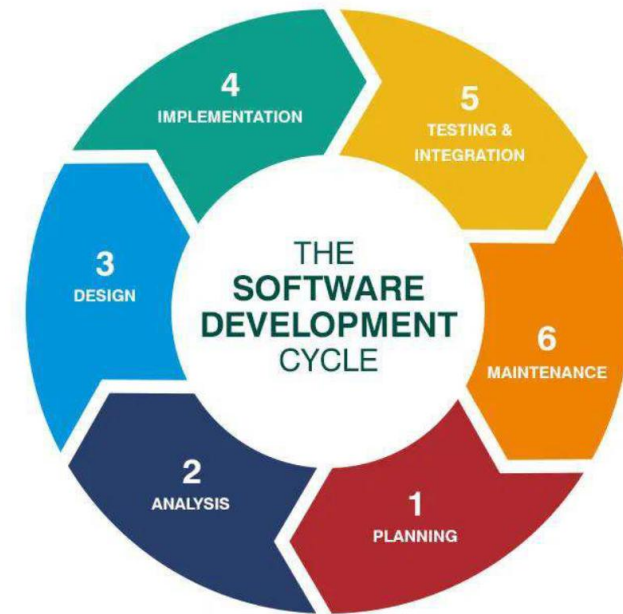 THE
SOFTWARE
DEVELOPMENT
CYCLE
1
PLANNING
2
ANALYSIS
3
DESIGN
4
IMPLEMENTATION
5
TESTING &
INTEGRATION
6
MAINTENANCE